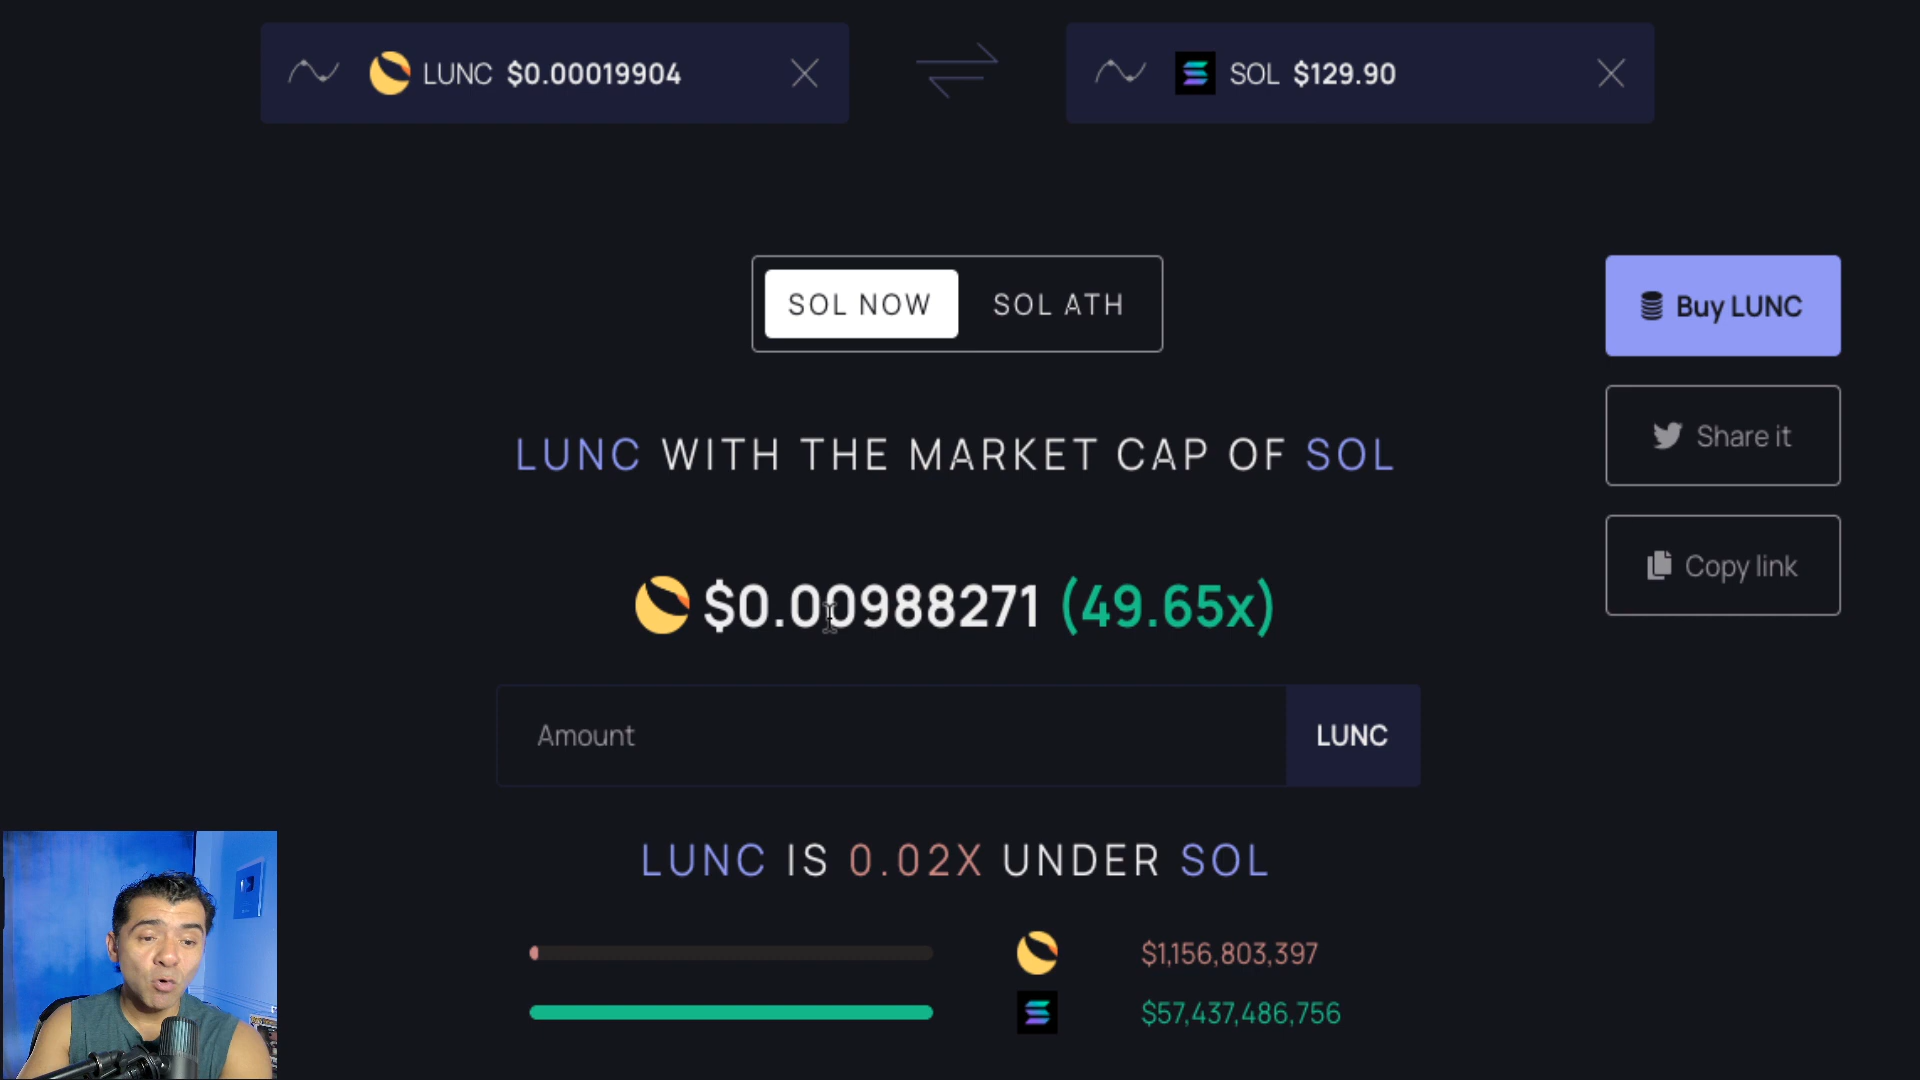 LUNC $0.00019904
SOL $129.90
SOL NOW
SOL ATH
Buy LUNC
Share it
Copy link
LUNC WITH THE MARKET CAP OF SOL
$0.00988271 (49.65x)
Amount
LUNC
LUNC IS 0.02X UNDER SOL
$1,156,803,397
$57,437,486,756